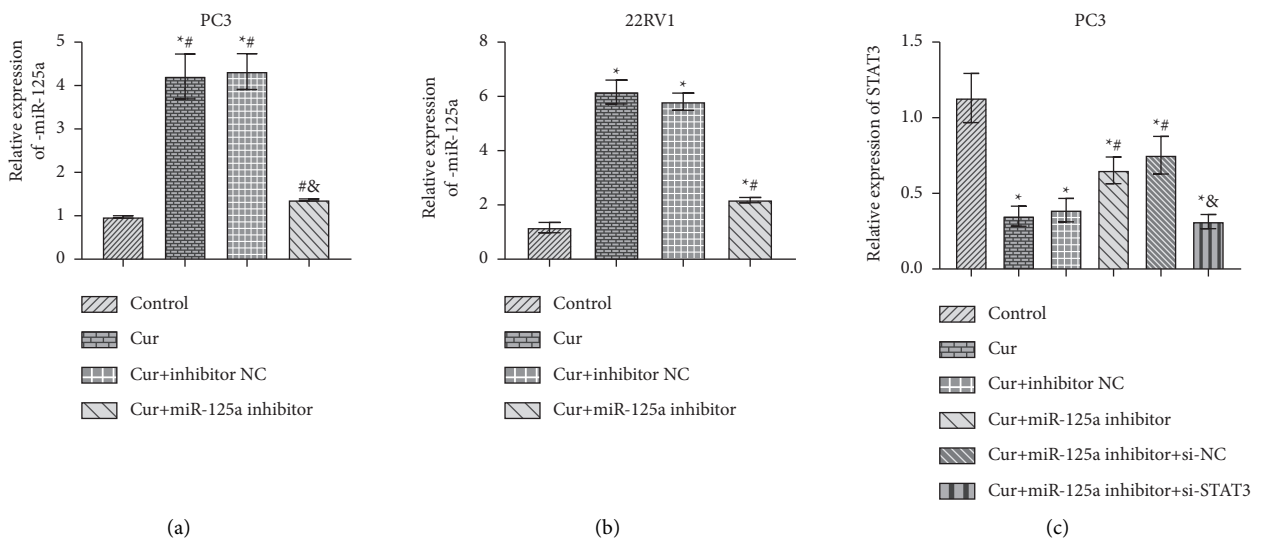 PC3
Relative expression
of -miR-125a
5
4
3
2
1
0
*#
*#
#&
Control
Cur
Cur+inhibitor NC
Cur+miR-125a inhibitor
(a)
22RV1
Relative expression
of -miR-125a
8
6
4
2
0
*
*
*#
Control
Cur
Cur+inhibitor NC
Cur+miR-125a inhibitor
(b)
PC3
Relative expression of STAT3
1.5
1.0
0.5
0.0
*
*
*#
*#
*&
Control
Cur
Cur+inhibitor NC
Cur+miR-125a inhibitor
Cur+miR-125a inhibitor+si-NC
Cur+miR-125a inhibitor+si-STAT3
(c)